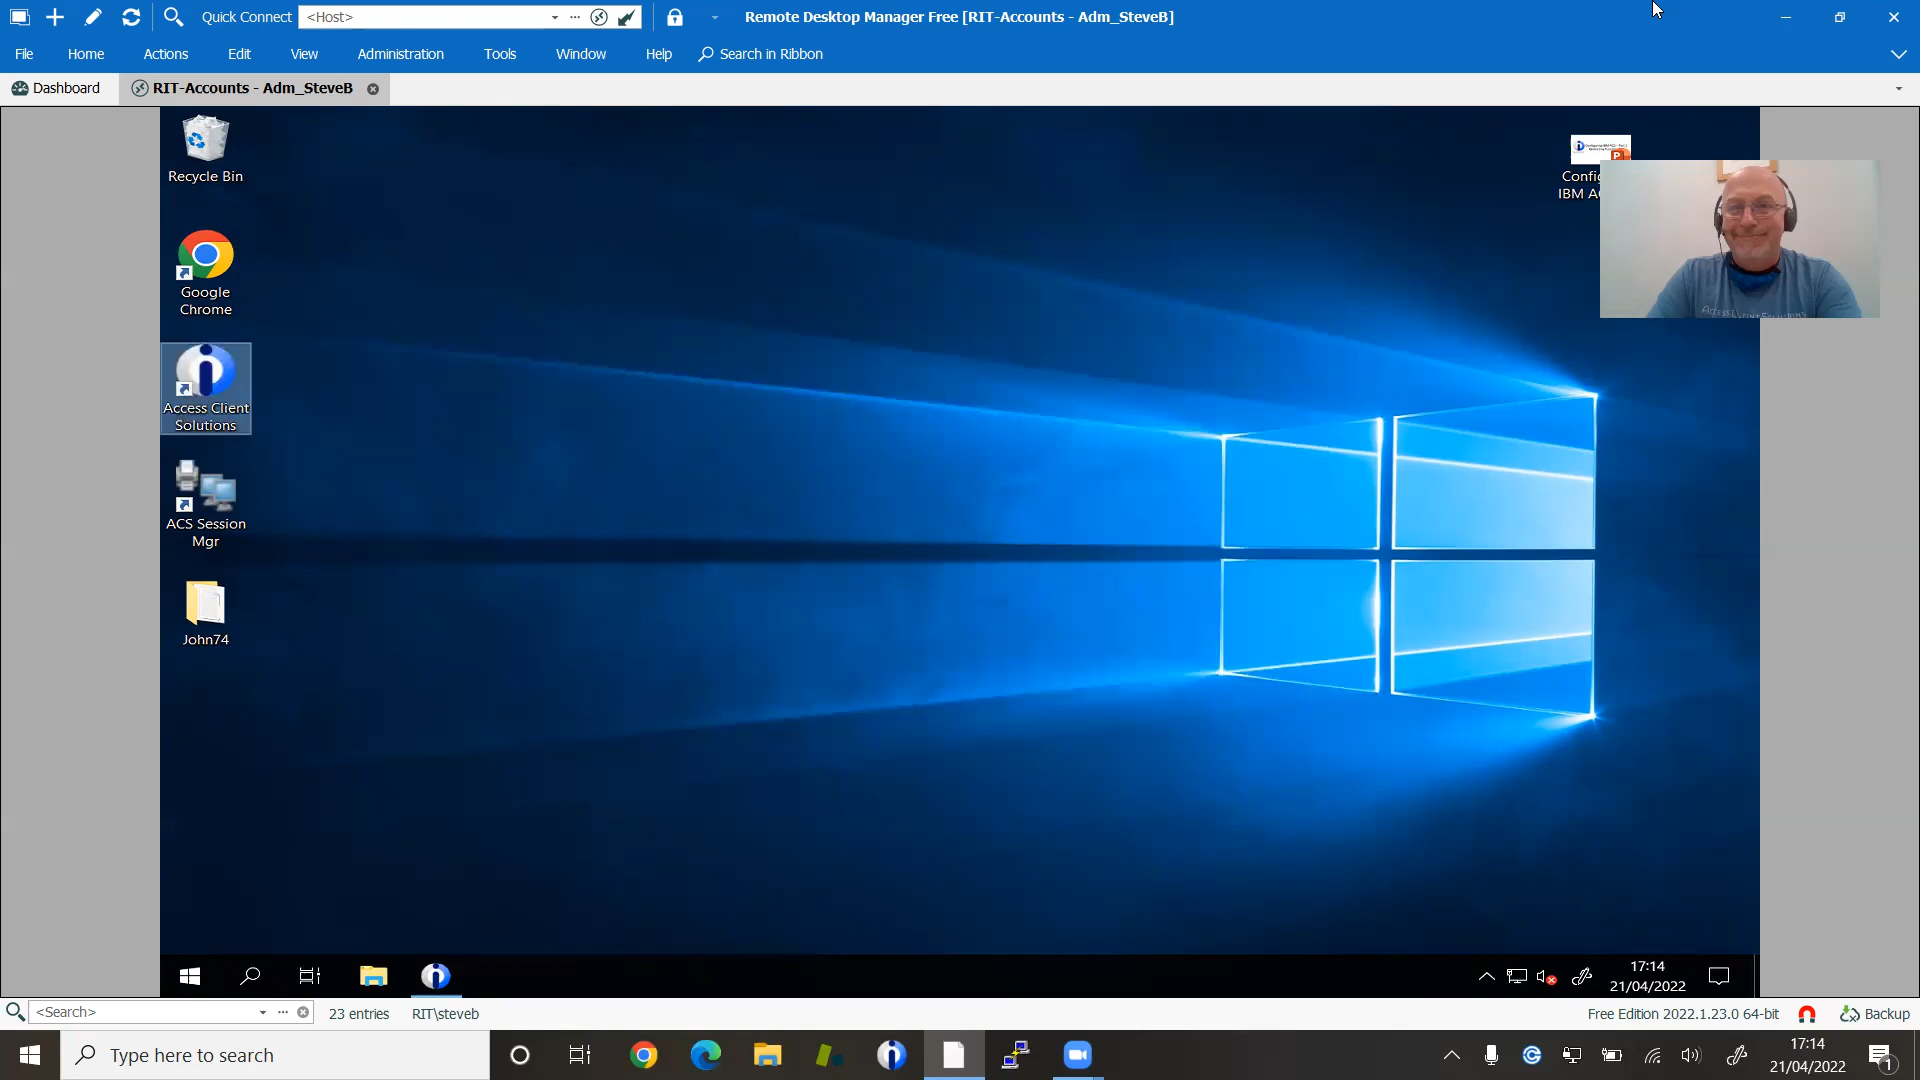 Quick Connect <Host> Remote Desktop Manager Free [RIT-Accounts - Adm_SteveB]
File Home Actions Edit View Administration Tools Window Help Search in Ribbon
Dashboard RIT-Accounts - Adm_SteveB
Recycle Bin
Google
Chrome
Access Client
Solutions
ACS Session
Mgr
John74
Config
IBM A
17:14
21/04/2022
<Search> 23 entries RIT\steveb Free Edition 2022.1.23.0 64-bit Backup
Type here to search
17:14
21/04/2022
1